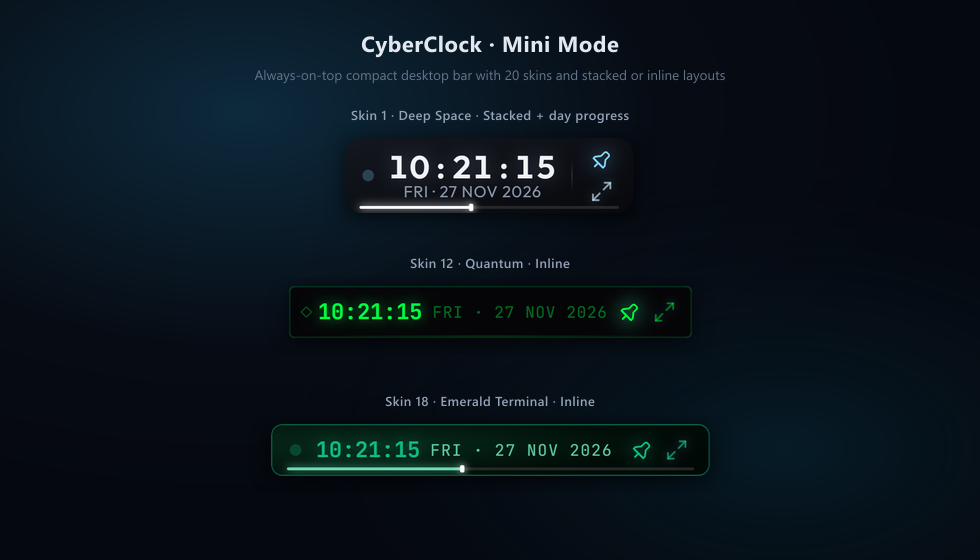 CyberClock · Mini Mode
Always-on-top compact desktop bar with 20 skins and stacked or inline layouts
Skin 1 · Deep Space · Stacked + day progress
10:21:15
FRI · 27 NOV 2026
Skin 12 · Quantum · Inline
10:21:15 FRI · 27 NOV 2026
Skin 18 · Emerald Terminal · Inline
10:21:15 FRI · 27 NOV 2026